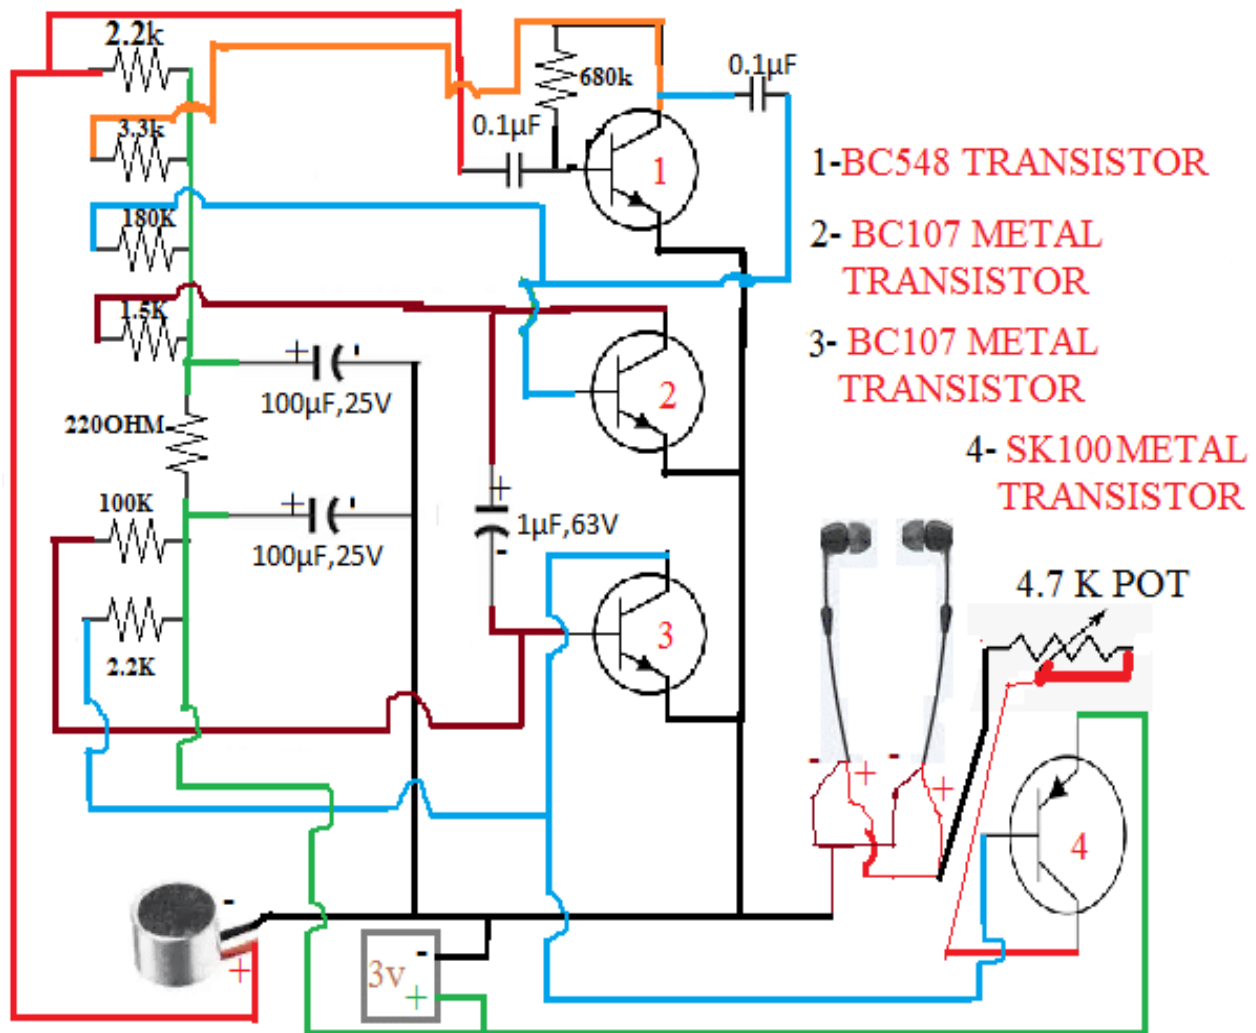 2.2k
680k
0.1µF
3.3k
0.1µF
1
1-BC548 TRANSISTOR
180K
2- BC107 METAL
TRANSISTOR
1.5K
3- BC107 METAL
TRANSISTOR
+ -
100µF,25V
2
220OHM
4- SK100 METAL
TRANSISTOR
100K
+ -
100µF,25V
+
1µF,63V
-
4.7 K POT
2.2K
3
- + - +
4
-
+
3v
-
+